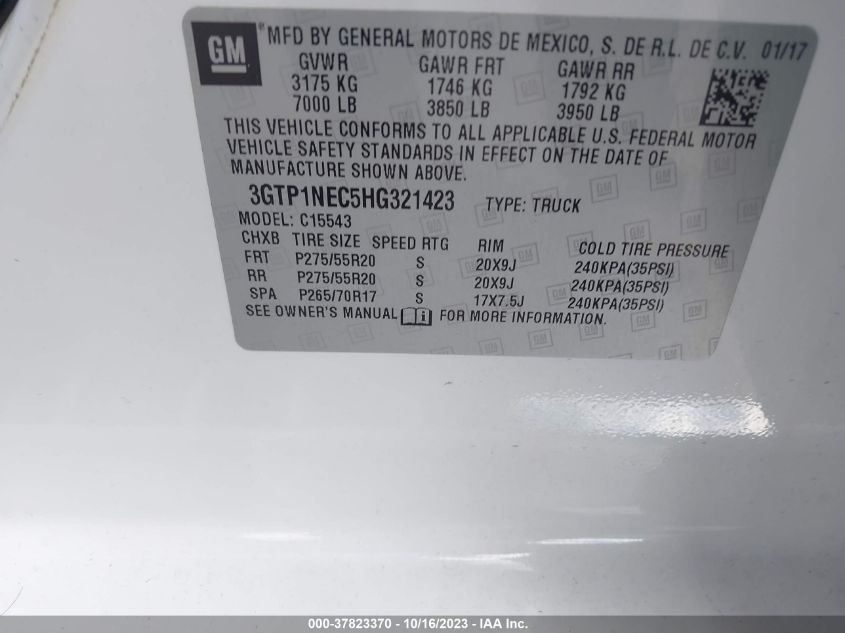 GM
*MFD BY GENERAL MOTORS DE MEXICO, S. DE R.L. DE C.V. 01/17
GVWR GAWR FRT GAWR RR
3175 KG 1746 KG 1792 KG
7000 LB 3850 LB 3950 LB
THIS VEHICLE CONFORMS TO ALL APPLICABLE U.S. FEDERAL MOTOR
VEHICLE SAFETY STANDARDS IN EFFECT ON THE DATE OF
MANUFACTURE SHOWN ABOVE.
3GTP1NEC5HG321423 TYPE: TRUCK
MODEL: C15543
CHXB TIRE SIZE SPEED RTG RIM COLD TIRE PRESSURE
FRT P275/55R20 S 20X9J 240KPA(35PSI)
RR P275/55R20 S 20X9J 240KPA(35PSI)
SPA P265/70R17 S 17X7.5J 240KPA(35PSI)
SEE OWNER'S MANUAL i FOR MORE INFORMATION.
000-37823370 - 10/16/2023 - IAA Inc.